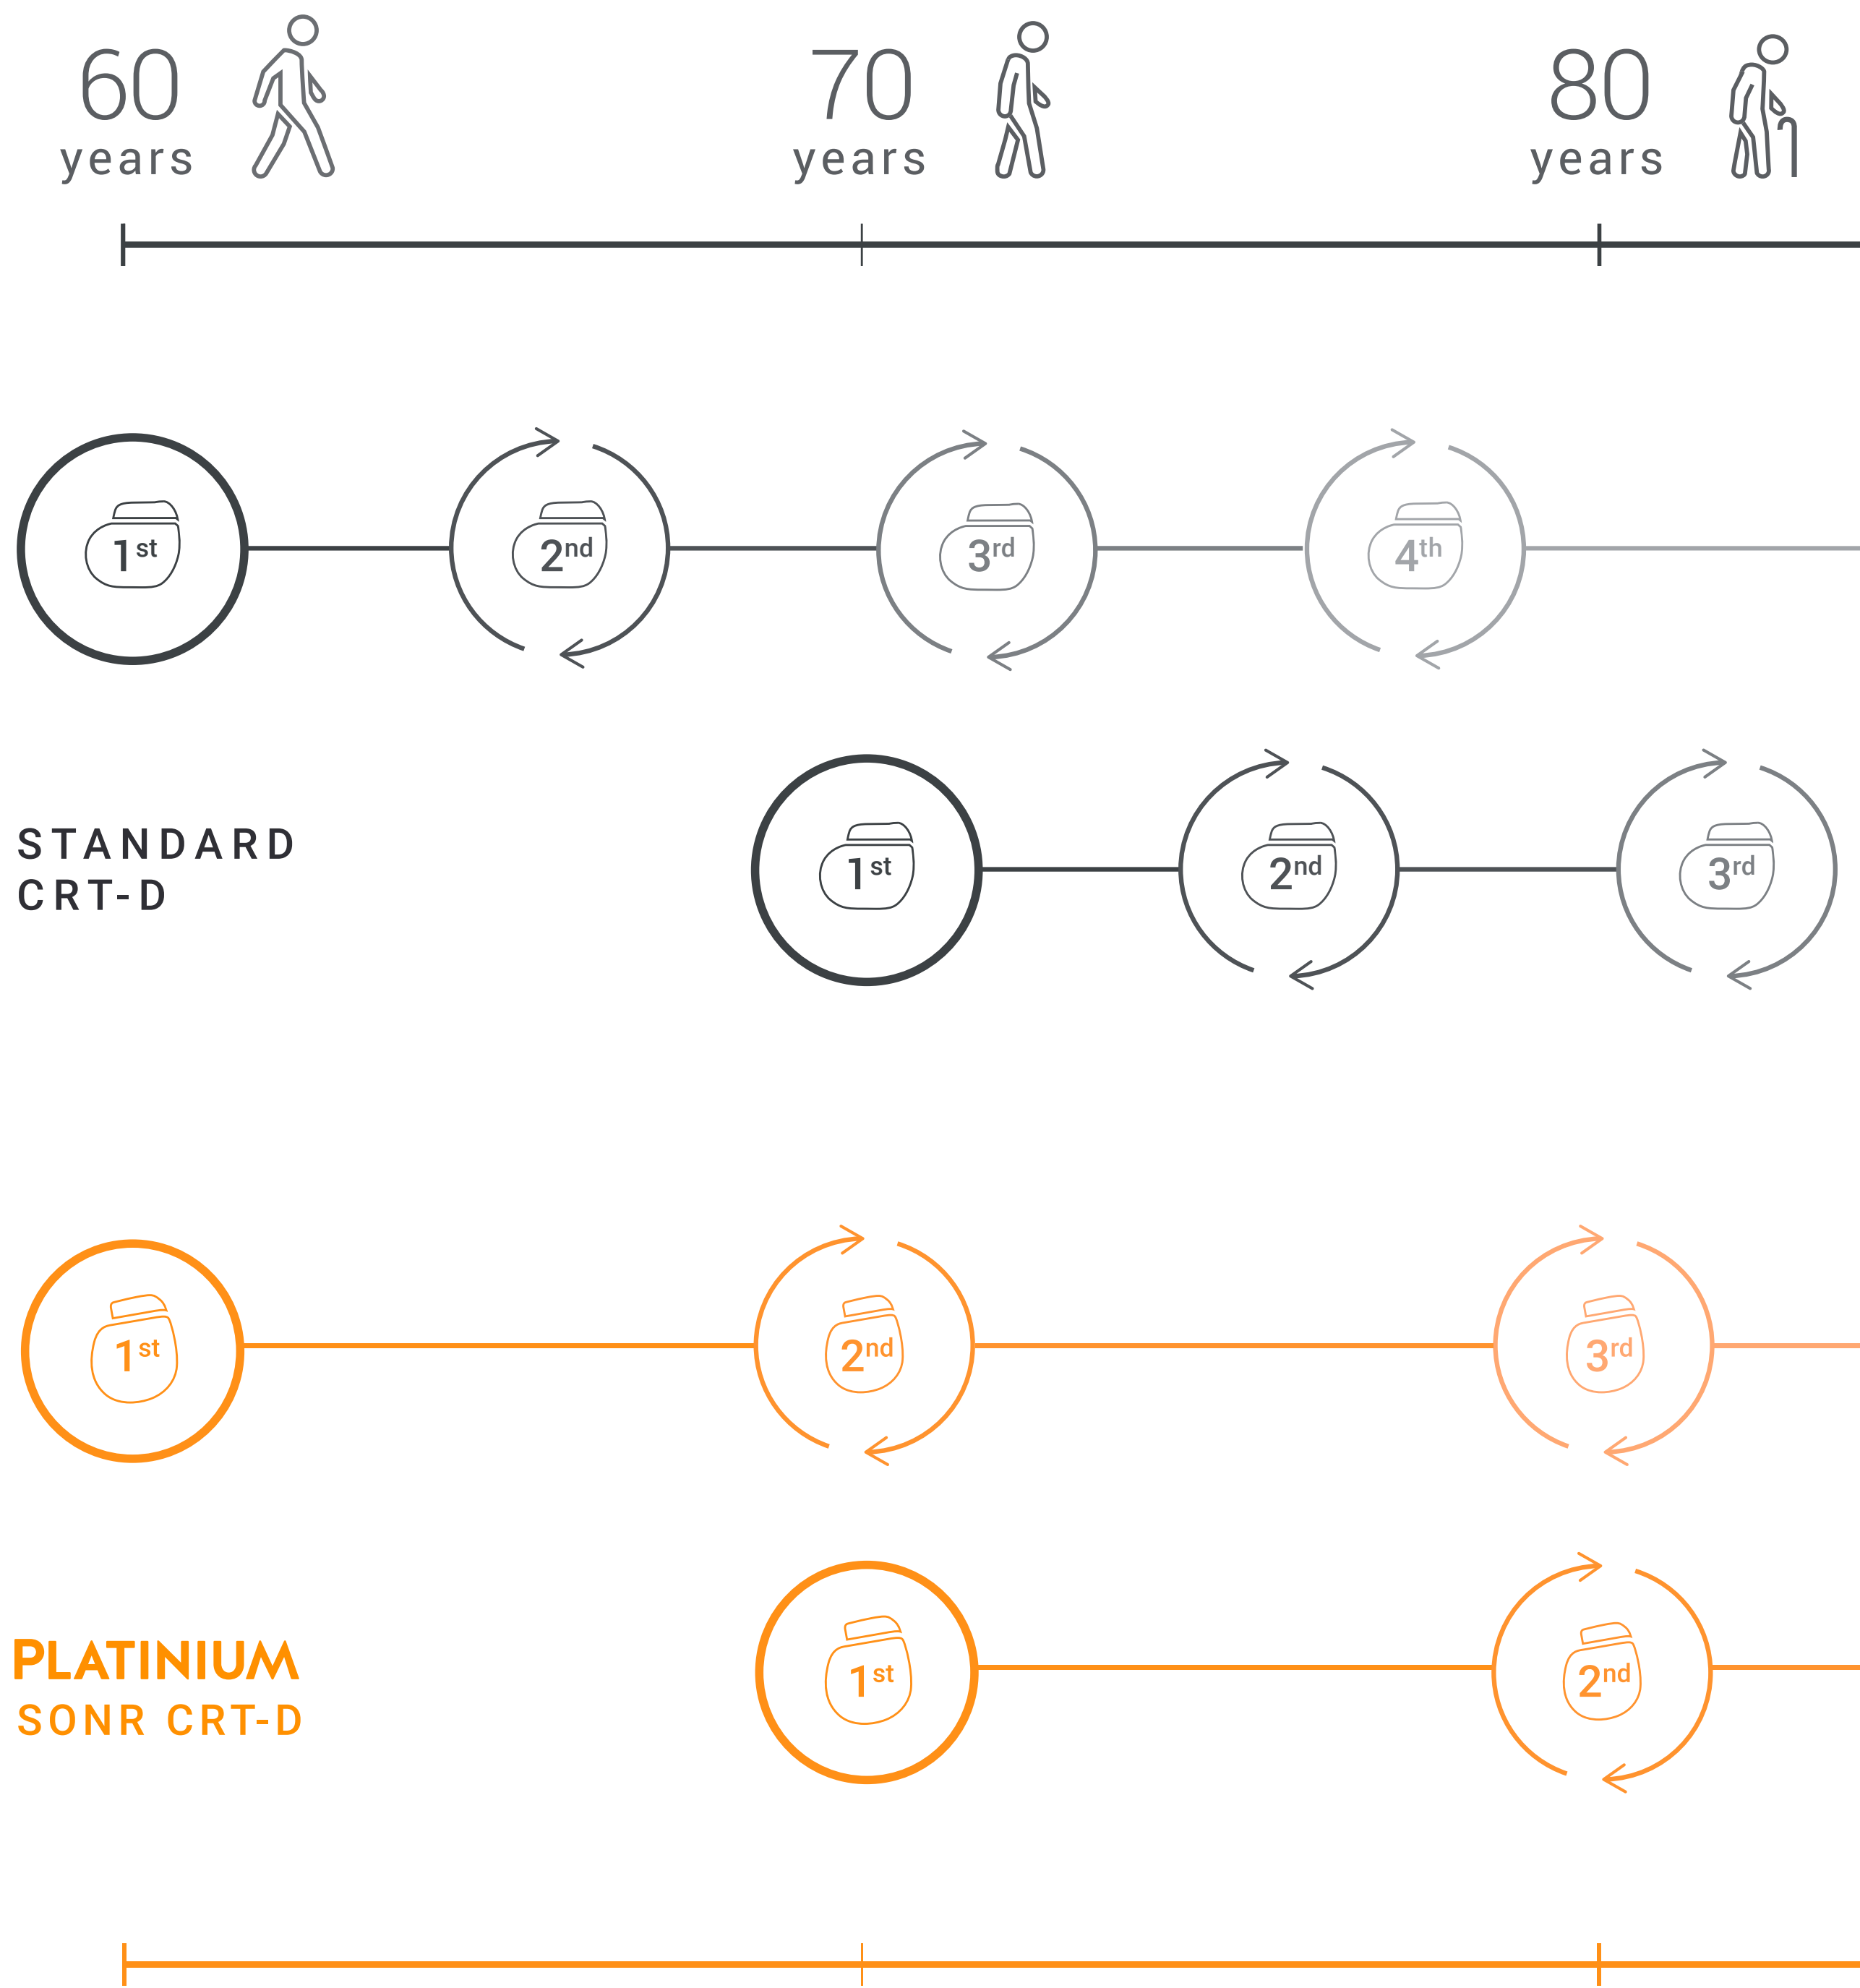 60 70 80
years years years
1st 2nd 3rd 4th
1st 2nd 3rd
STANDARD
CRT-D
1st 2nd 3rd
1st 2nd
PLATINIUM
SONR CRT-D